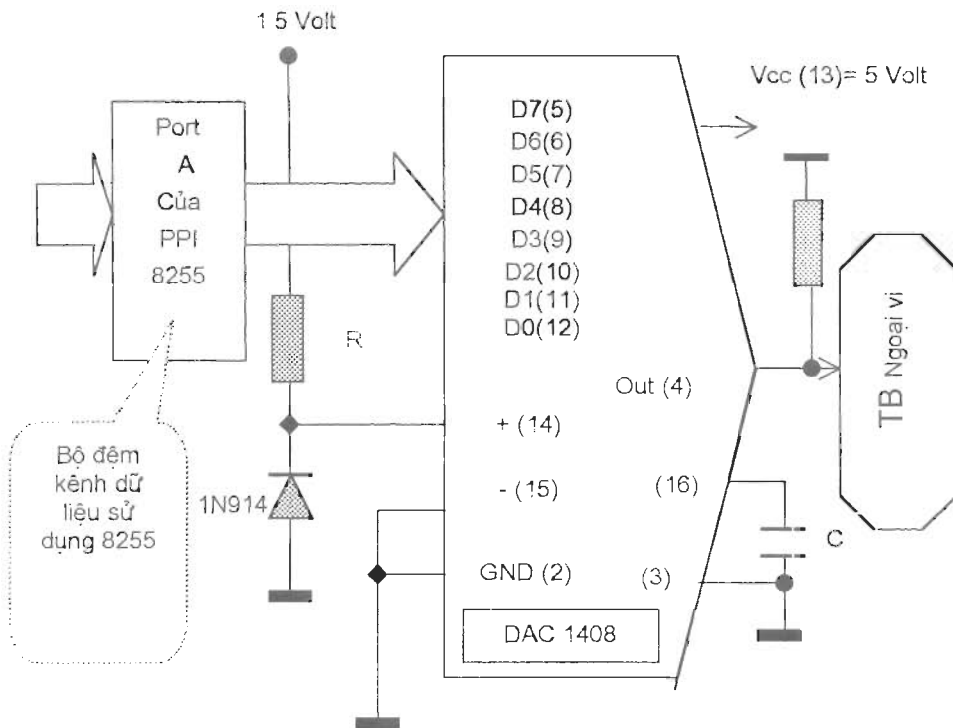 1 5 Volt
Vcc (13)= 5 Volt
Port
A
Của
PPI
8255
D7(5)
D6(6)
D5(7)
D4(8)
D3(9)
D2(10)
D1(11)
D0(12)
R
Out (4)
+ (14)
- (15)
(16)
1N914
C
GND (2)
(3)
DAC 1408
TB Ngoại vi
Bộ đệm
kênh dữ
liệu sử
dụng 8255